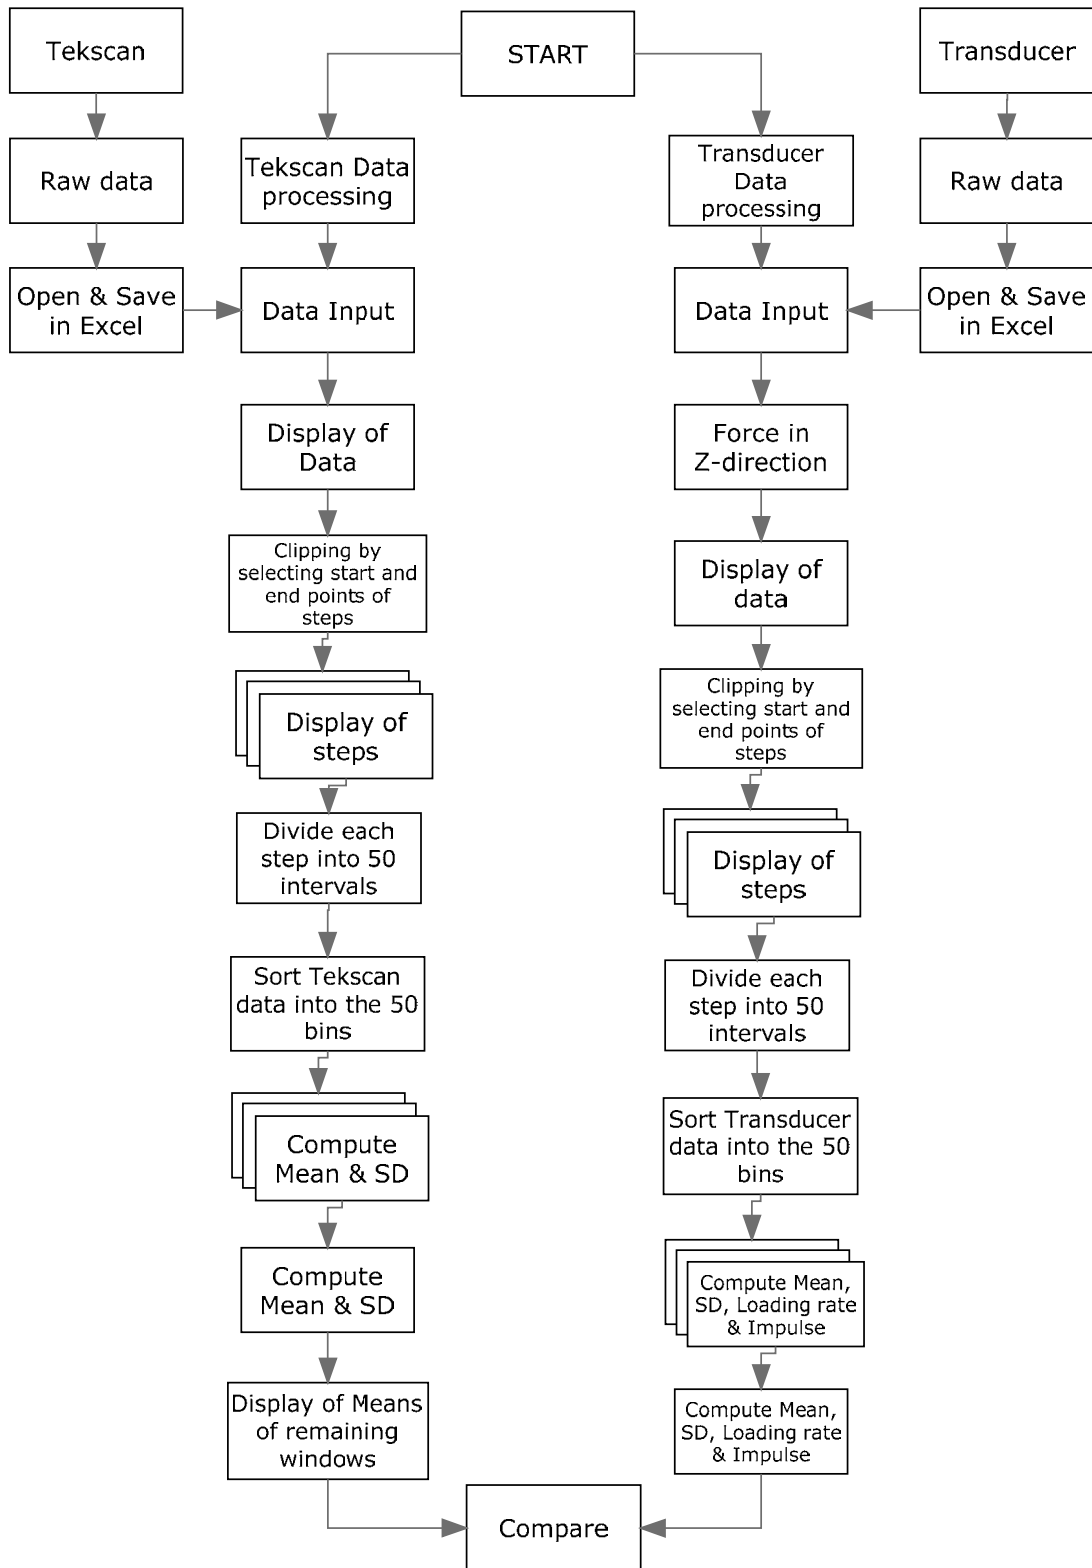 Tekscan
START
Transducer
Raw data
Tekscan Data
processing
Transducer
Data
processing
Raw data
Open & Save
in Excel
Data Input
Data Input
Open & Save
in Excel
Display of
Data
Force in
Z-direction
Clipping by
selecting start and
end points of
steps
Display of
data
Display of
steps
Clipping by
selecting start and
end points of
steps
Divide each
step into 50
intervals
Display of
steps
Sort Tekscan
data into the 50
bins
Divide each
step into 50
intervals
Compute
Mean & SD
Sort Transducer
data into the 50
bins
Compute
Mean & SD
Compute Mean,
SD, Loading rate
& Impulse
Display of Means
of remaining
windows
Compute Mean,
SD, Loading rate
& Impulse
Compare